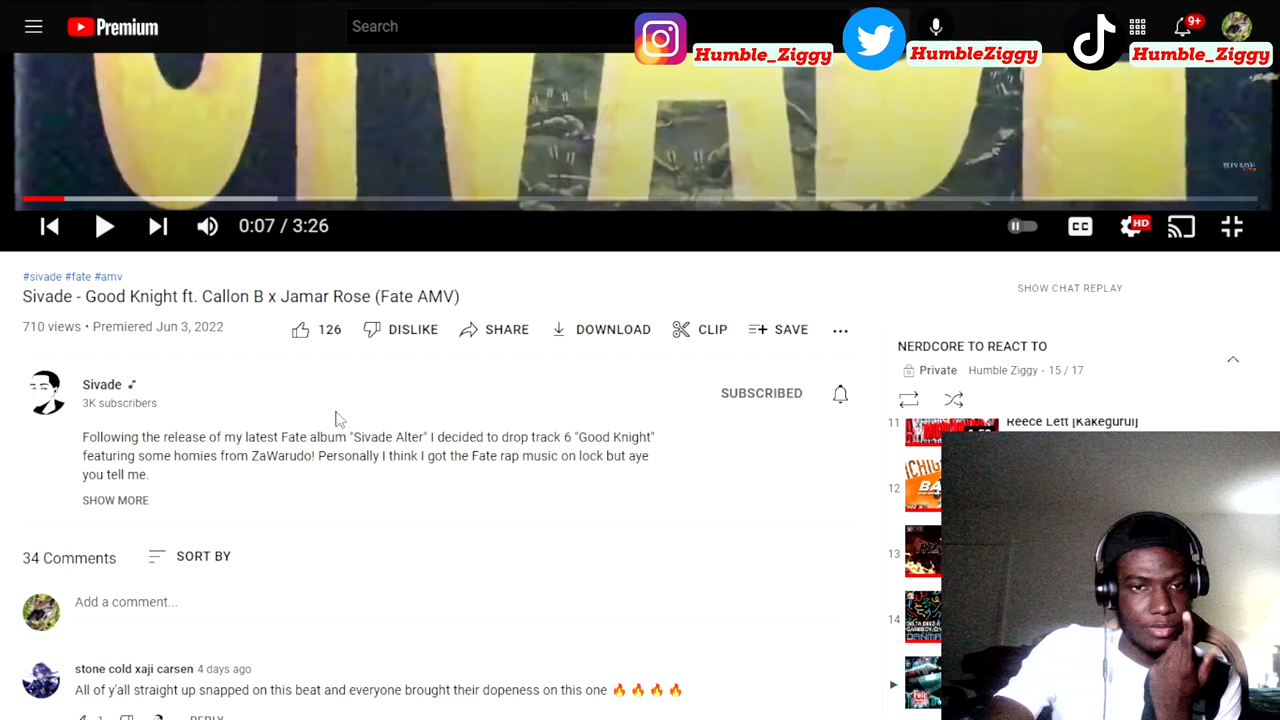 Premium
Search
9+
Humble_Ziggy
HumbleZiggy
Humble_Ziggy
SIVADE
0:07 / 3:26
CC
HD
#sivade #fate #amv
Sivade - Good Knight ft. Callon B x Jamar Rose (Fate AMV)
710 views • Premiered Jun 3, 2022
126
DISLIKE
SHARE
DOWNLOAD
CLIP
SAVE
SHOW CHAT REPLAY
NERDCORE TO REACT TO
Private Humble Ziggy - 15 / 17
Sivade
3K subscribers
SUBSCRIBED
Following the release of my latest Fate album "Sivade Alter" I decided to drop track 6 "Good Knight"
featuring some homies from ZaWarudo! Personally I think I got the Fate rap music on lock but aye
you tell me.
SHOW MORE
11
Reece Lett [Kakegurui]
12
13
14
34 Comments
SORT BY
Add a comment...
stone cold xaji carsen 4 days ago
All of y'all straight up snapped on this beat and everyone brought their dopeness on this one 🔥 🔥 🔥 🔥
1
REPLY